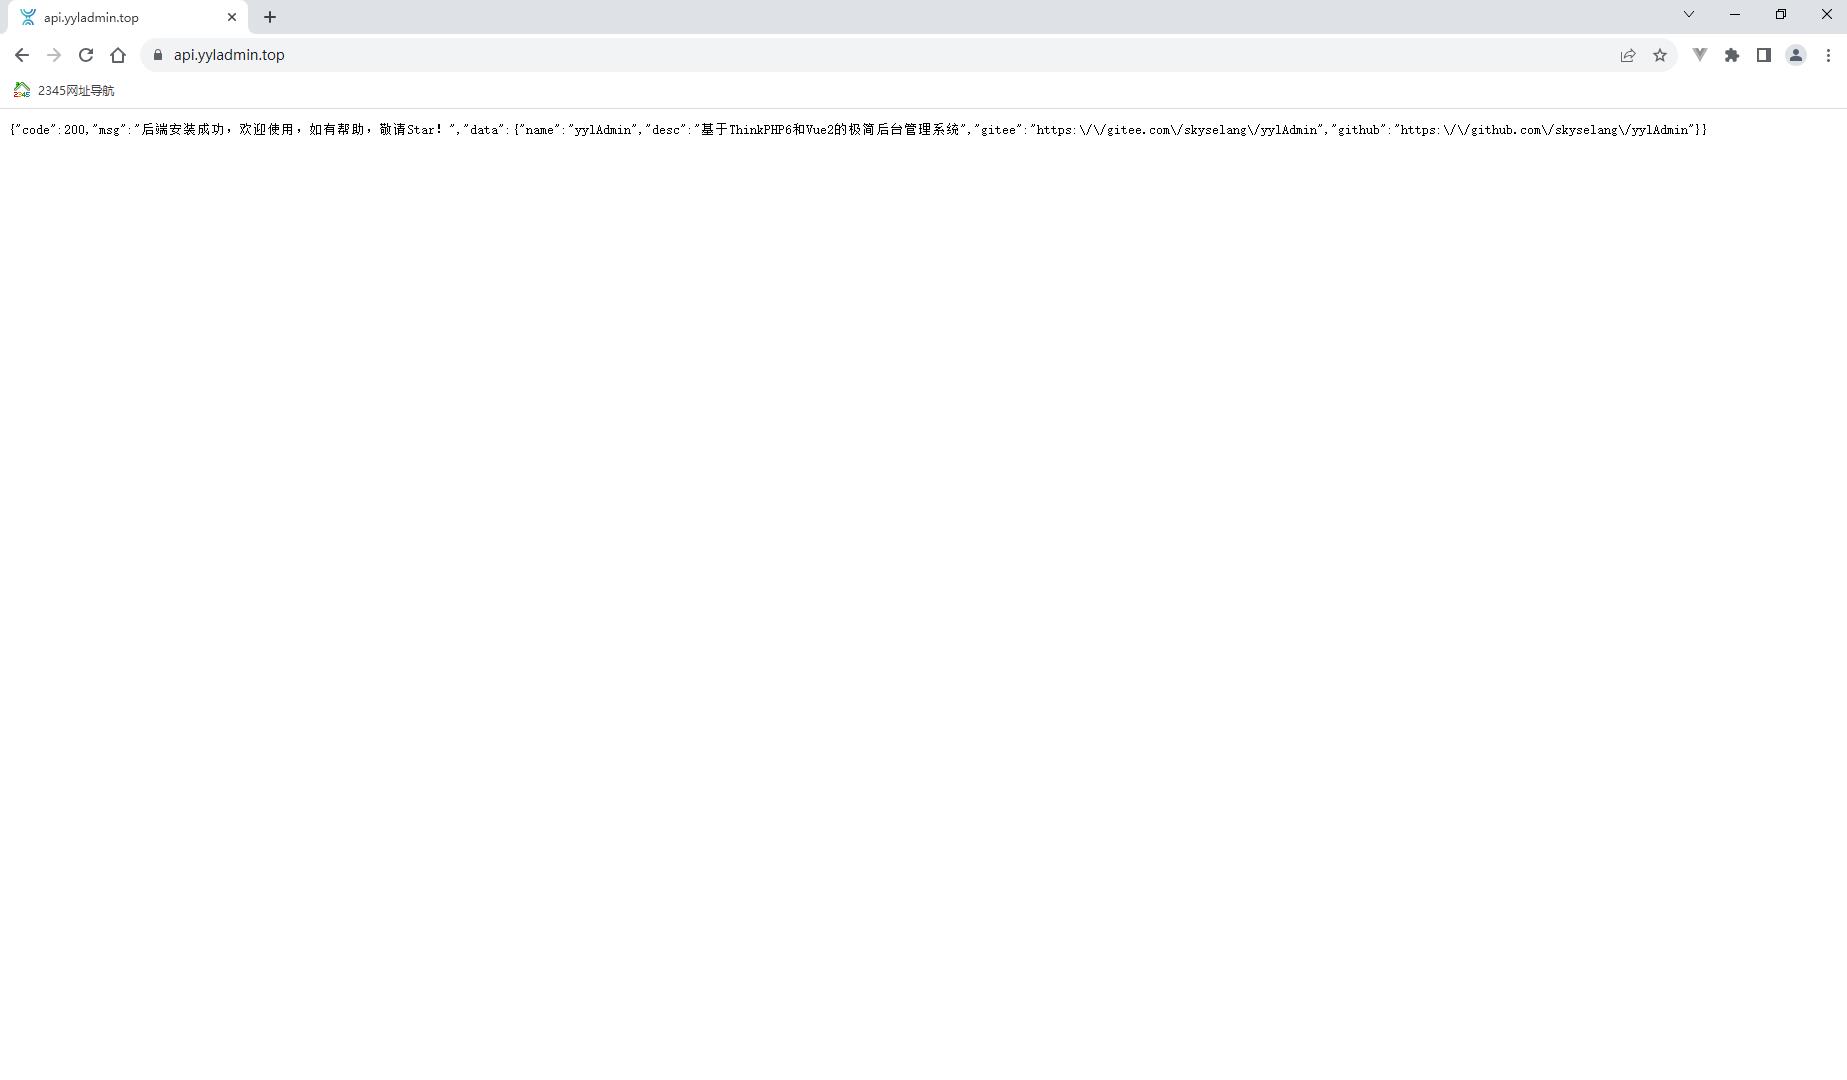 api.yyladmin.top
api.yyladmin.top
2345网址导航
{"code":200,"msg":"后端安装成功，欢迎使用，如有帮助，敬请Star！","data":{"name":"yylAdmin","desc":"基于ThinkPHP6和Vue2的极简后台管理系统","gitee":"https:\/\/gitee.com\/skyselang\/yylAdmin","github":"https:\/\/github.com\/skyselang\/yylAdmin"}}